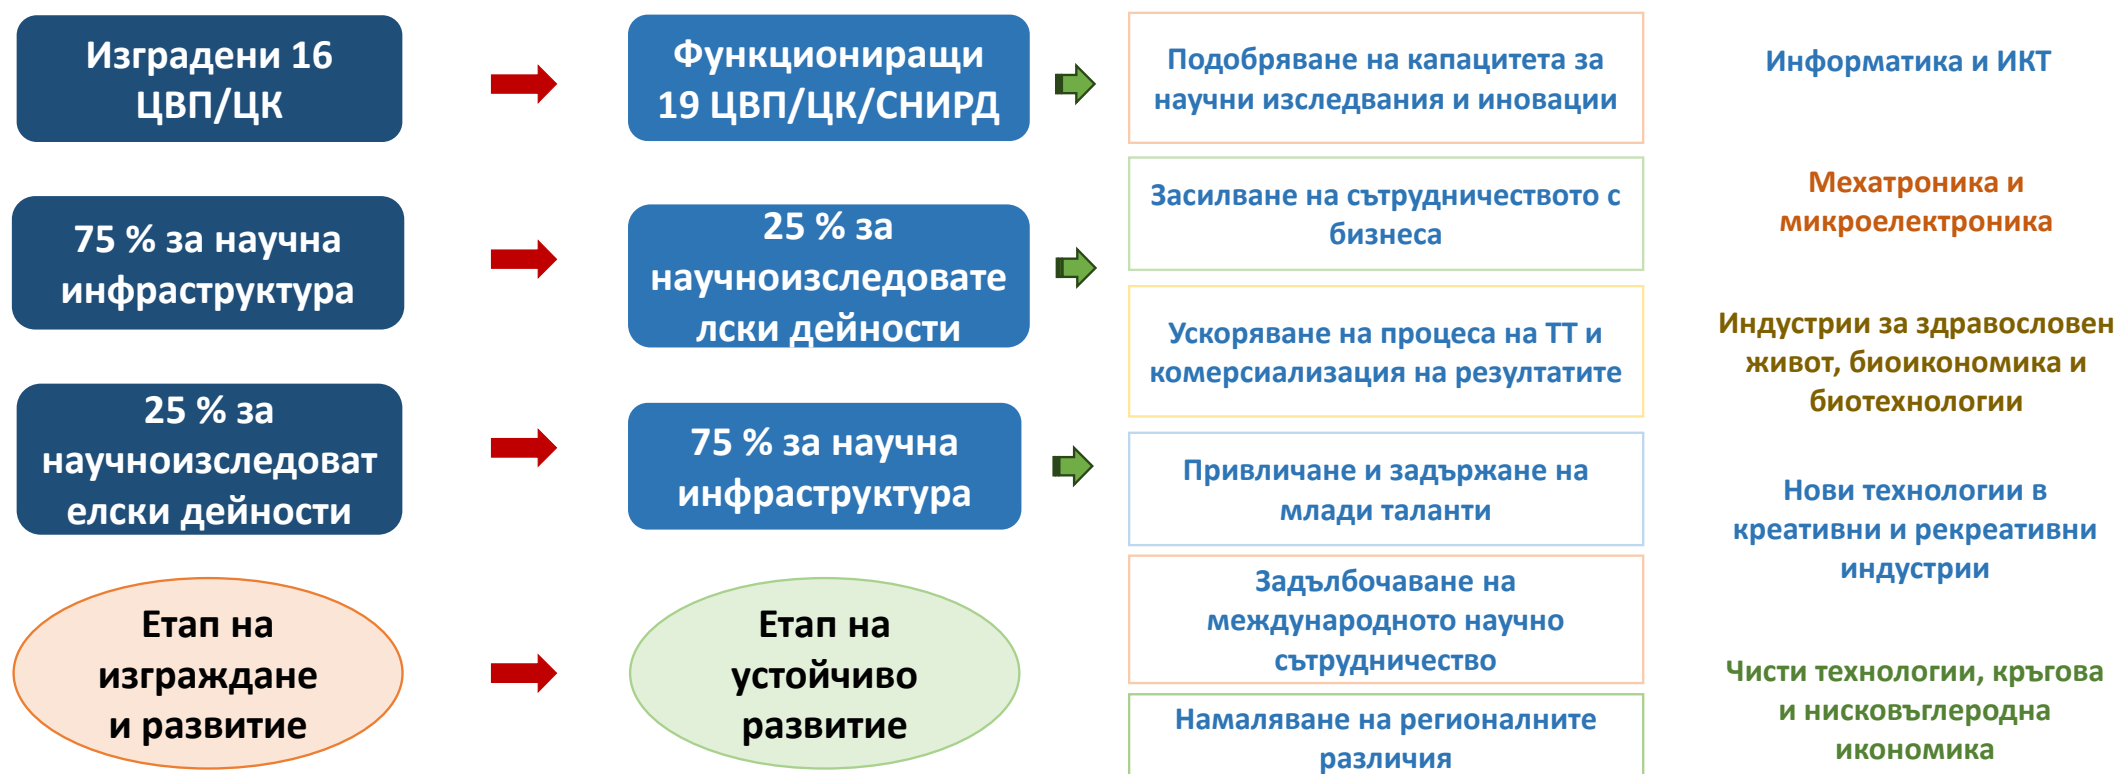 Изградени 16
ЦВП/ЦК
75 % за научна
инфраструктура
25 % за
научноизследоват
елски дейности
Етап на
изграждане
и развитие
Функциониращи
19 ЦВП/ЦК/СНИРД
25 % за
научноизследовате
лски дейности
75 % за научна
инфраструктура
Етап на
устойчиво
развитие
Подобряване на капацитета за
научни изследвания и иновации
Засилване на сътрудничеството с
бизнеса
Ускоряване на процеса на ТТ и
комерсиализация на резултатите
Привличане и задържане на
млади таланти
Задълбочаване на
международното научно
сътрудничество
Намаляване на регионалните
различия
Информатика и ИКТ
Мехатроника и
микроелектроника
Индустрии за здравословен
живот, биоикономика и
биотехнологии
Нови технологии в
креативни и рекреативни
индустрии
Чисти технологии, кръгова
и нисковъглеродна
икономика